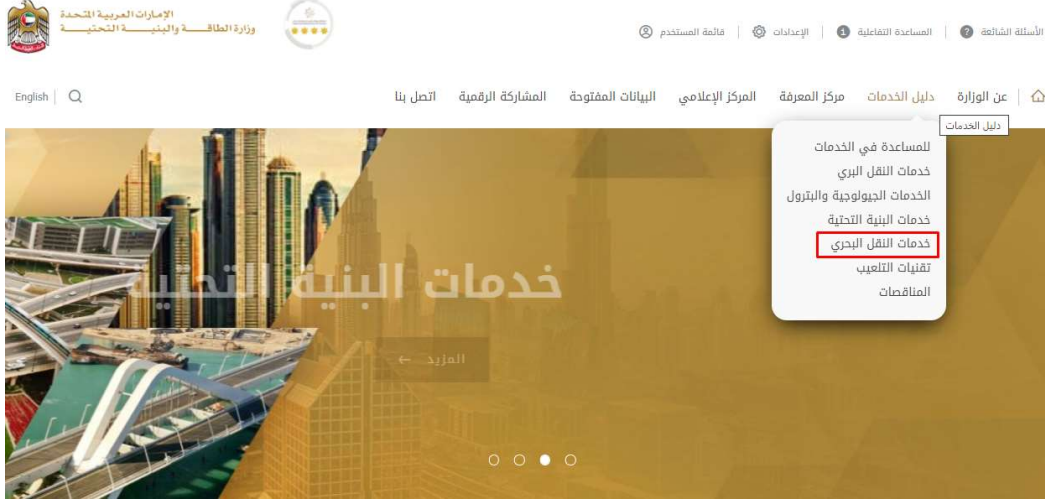 الإمارات العربية المتحدة
وزارة الطاقة والبنية التحتية
الأسئلة الشائعة
المساعدة التفاعلية
الإعدادات
قائمة المستخدم
عن الوزارة
دليل الخدمات
مركز المعرفة
المركز الإعلامي
البيانات المفتوحة
المشاركة الرقمية
اتصل بنا
English
دليل الخدمات
للمساعدة في الخدمات
خدمات النقل البري
الخدمات الجيولوجية والبترول
خدمات البنية التحتية
خدمات النقل البحري
تقنيات التلعيب
المناقصات
خدمات البنية التحتية
المزيد ←